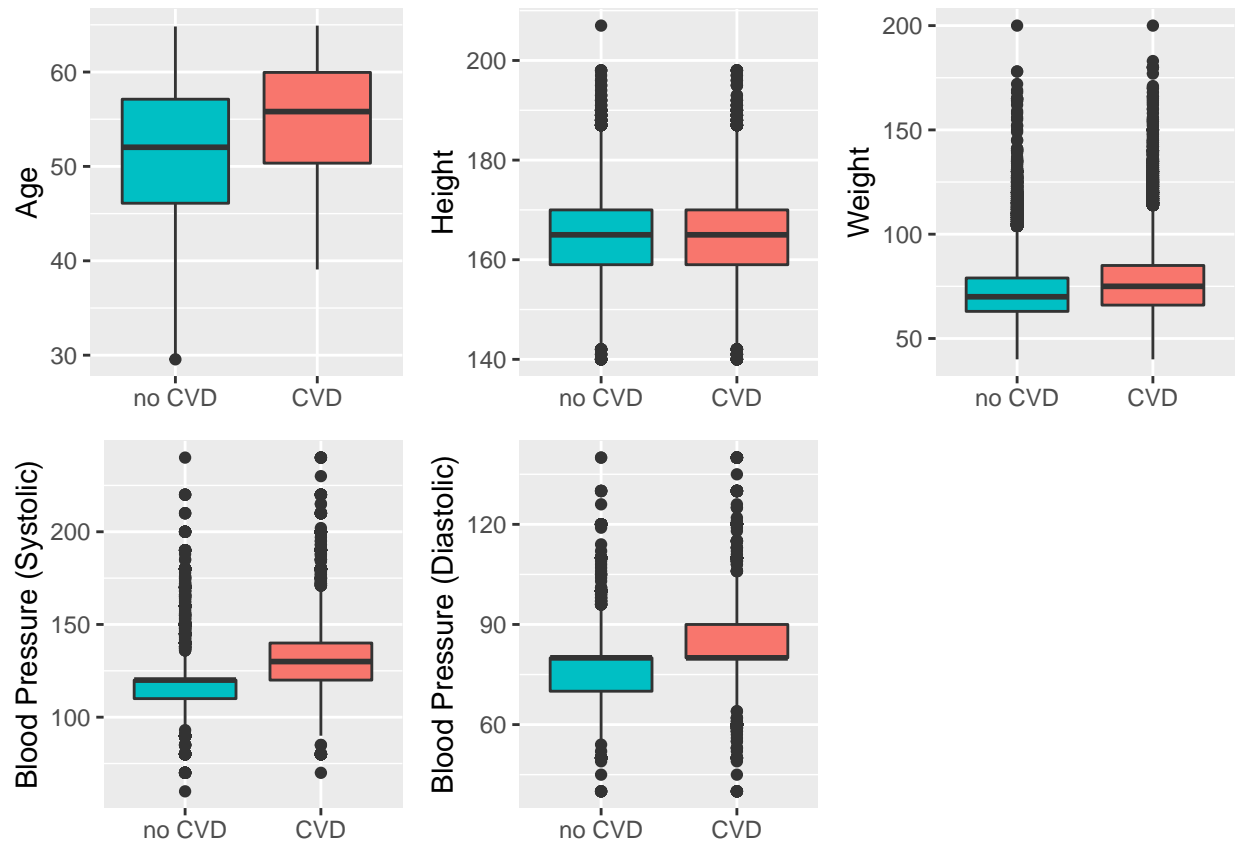 Age
60
50
40
30
no CVD
CVD
Height
200
180
160
140
no CVD
CVD
Weight
200
150
100
50
no CVD
CVD
Blood Pressure (Systolic)
200
150
100
no CVD
CVD
Blood Pressure (Diastolic)
120
90
60
no CVD
CVD